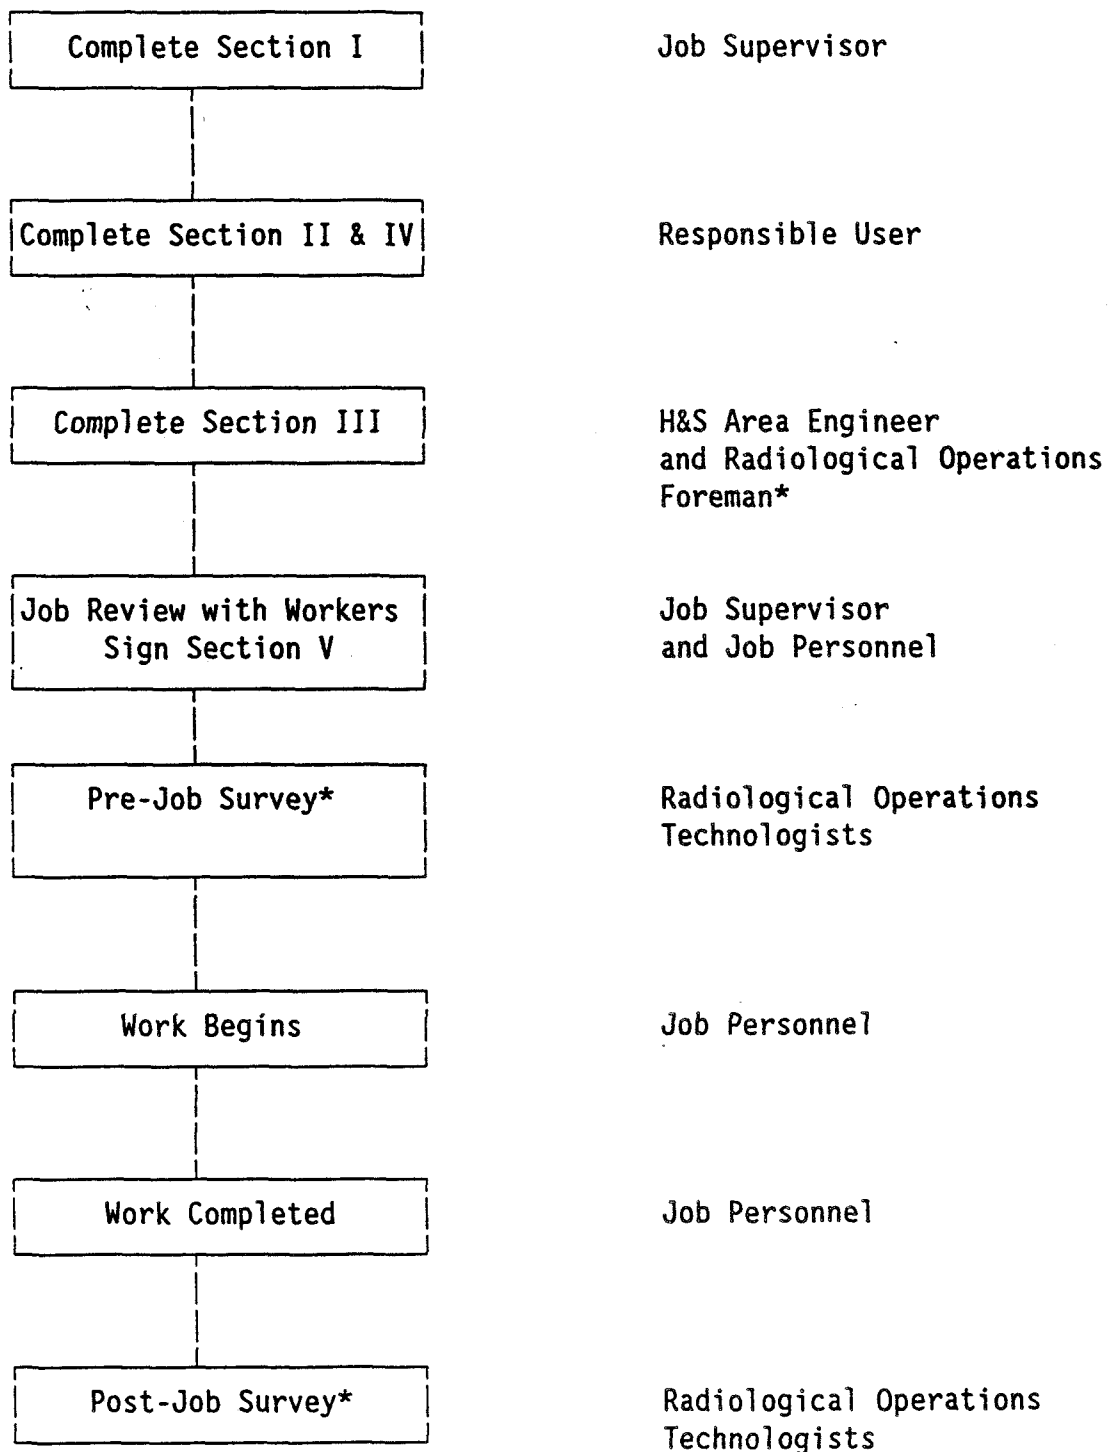 Complete Section I
Job Supervisor
Complete Section II & IV
Responsible User
Complete Section III
H&S Area Engineer
and Radiological Operations
Foreman*
Job Review with Workers
Sign Section V
Job Supervisor
and Job Personnel
Pre-Job Survey*
Radiological Operations
Technologists
Work Begins
Job Personnel
Work Completed
Job Personnel
Post-Job Survey*
Radiological Operations
Technologists